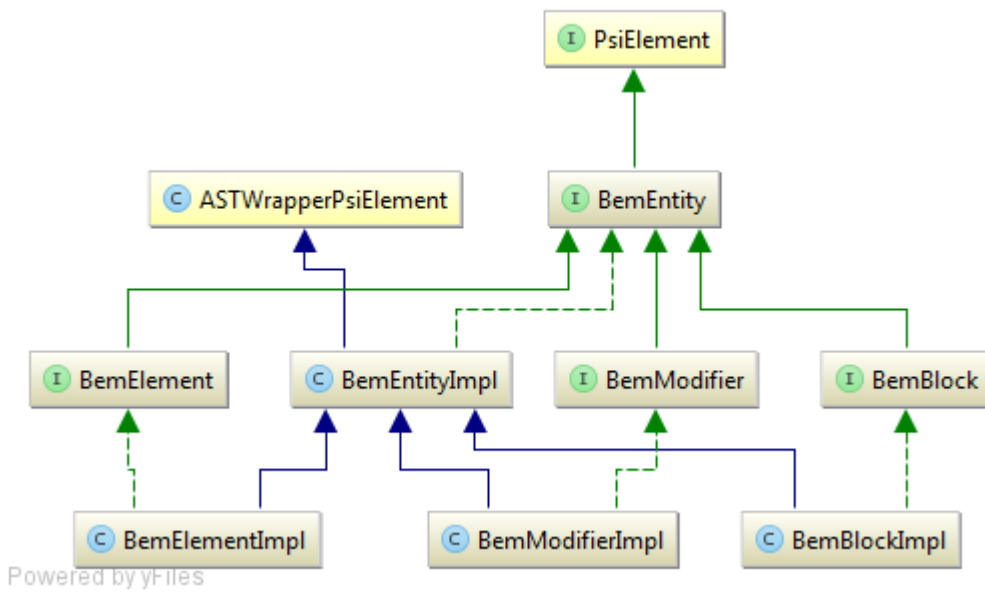 I PsiElement
C ASTWrapperPsiElement
I BemEntity
I BemElement
C BemEntityImpl
I BemModifier
I BemBlock
C BemElementImpl
C BemModifierImpl
C BemBlockImpl
Powered by yFiles